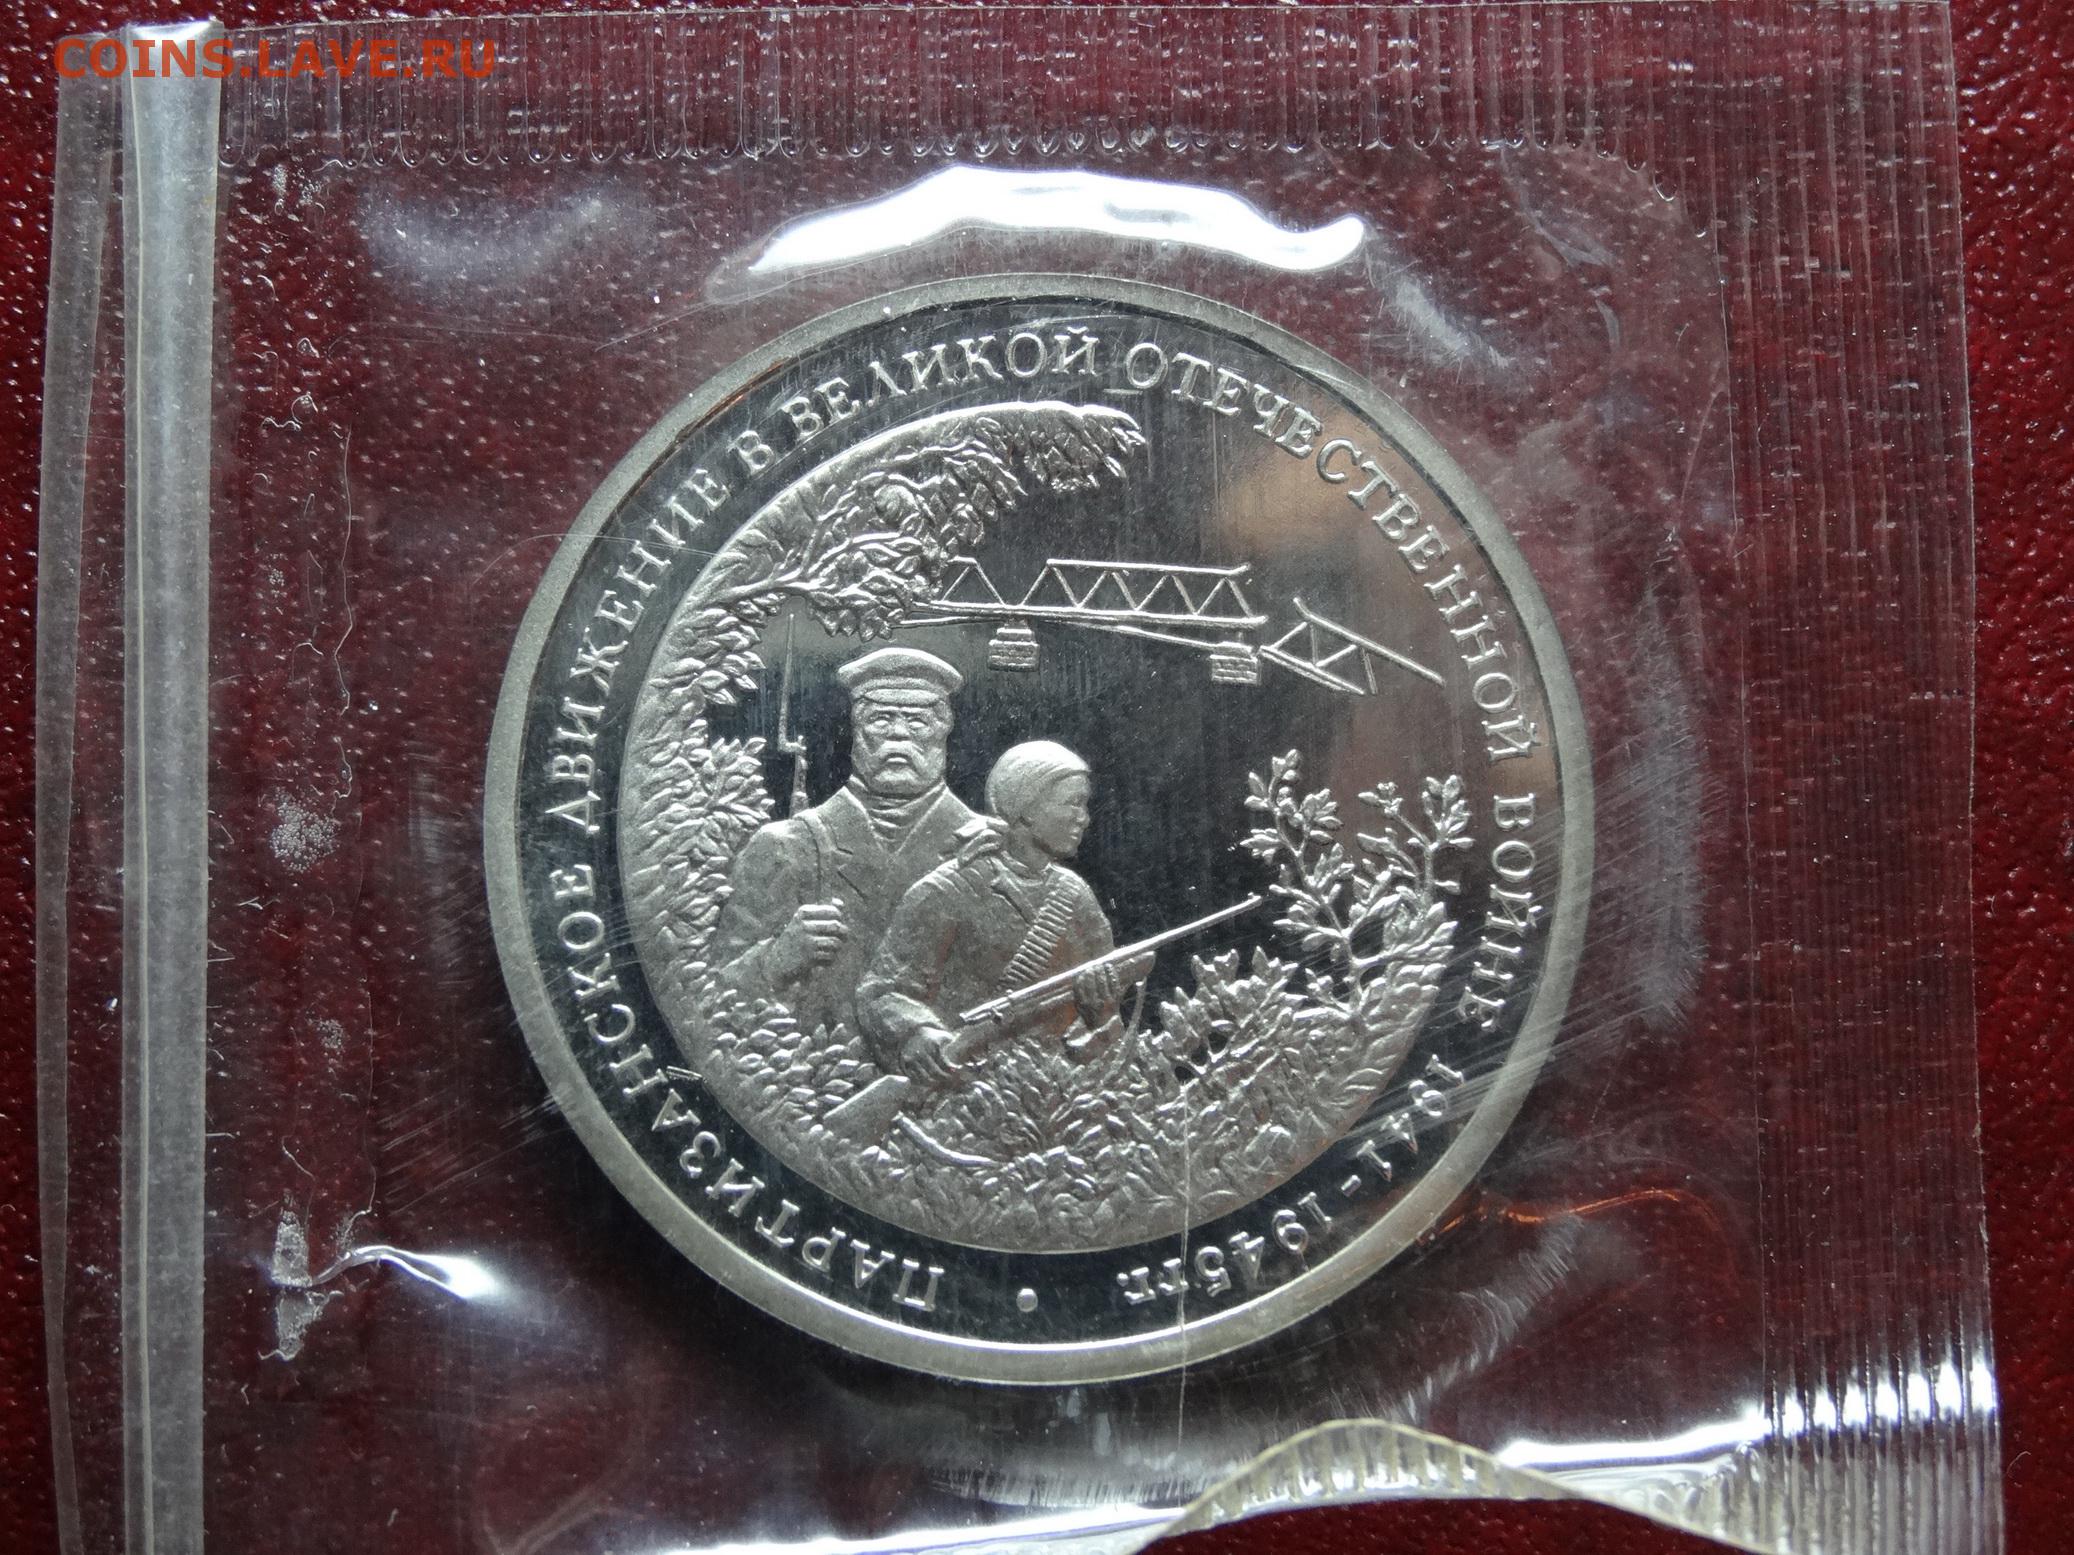 COINS.LAVE.RU
ПАРТИЗАНСКОЕ ДВИЖЕНИЕ В ВЕЛИКОЙ ОТЕЧЕСТВЕННОЙ ВОЙНЕ 1941-1945гг. •